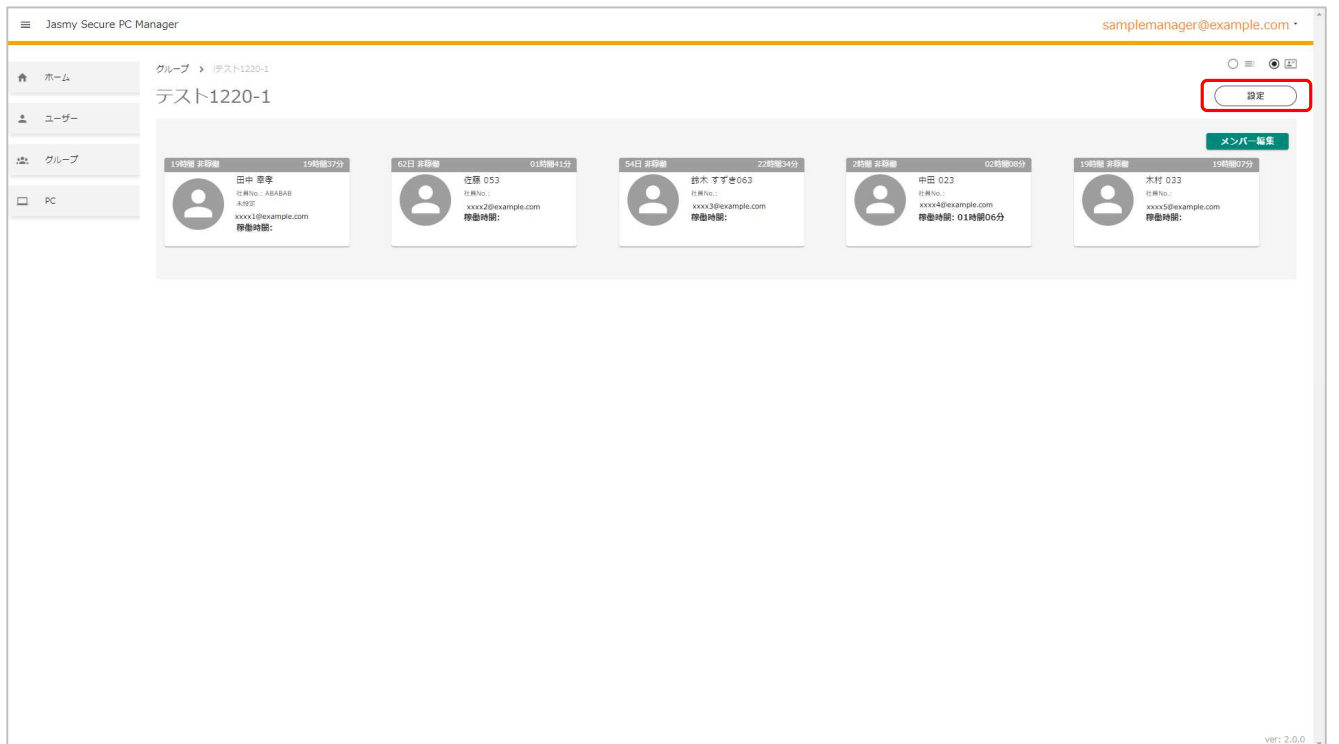 Jasmy Secure PC Manager
samplemanager@example.com
ホーム
ユーザー
グループ
PC
グループ > テスト1220-1
テスト1220-1
設定
メンバー編集
19時間 非稼働 19時間37分
田中 幸孝
社員No.: ABABAB
未設定
xxxx1@example.com
稼働時間:
62日 非稼働 01時間41分
佐藤 053
社員No.:
xxxx2@example.com
稼働時間:
54日 非稼働 22時間34分
鈴木 すずき063
社員No.:
xxxx3@example.com
稼働時間:
2時間 非稼働 02時間08分
中田 023
社員No.:
xxxx4@example.com
稼働時間: 01時間06分
19時間 非稼働 19時間07分
木村 033
社員No.:
xxxx5@example.com
稼働時間:
ver: 2.0.0